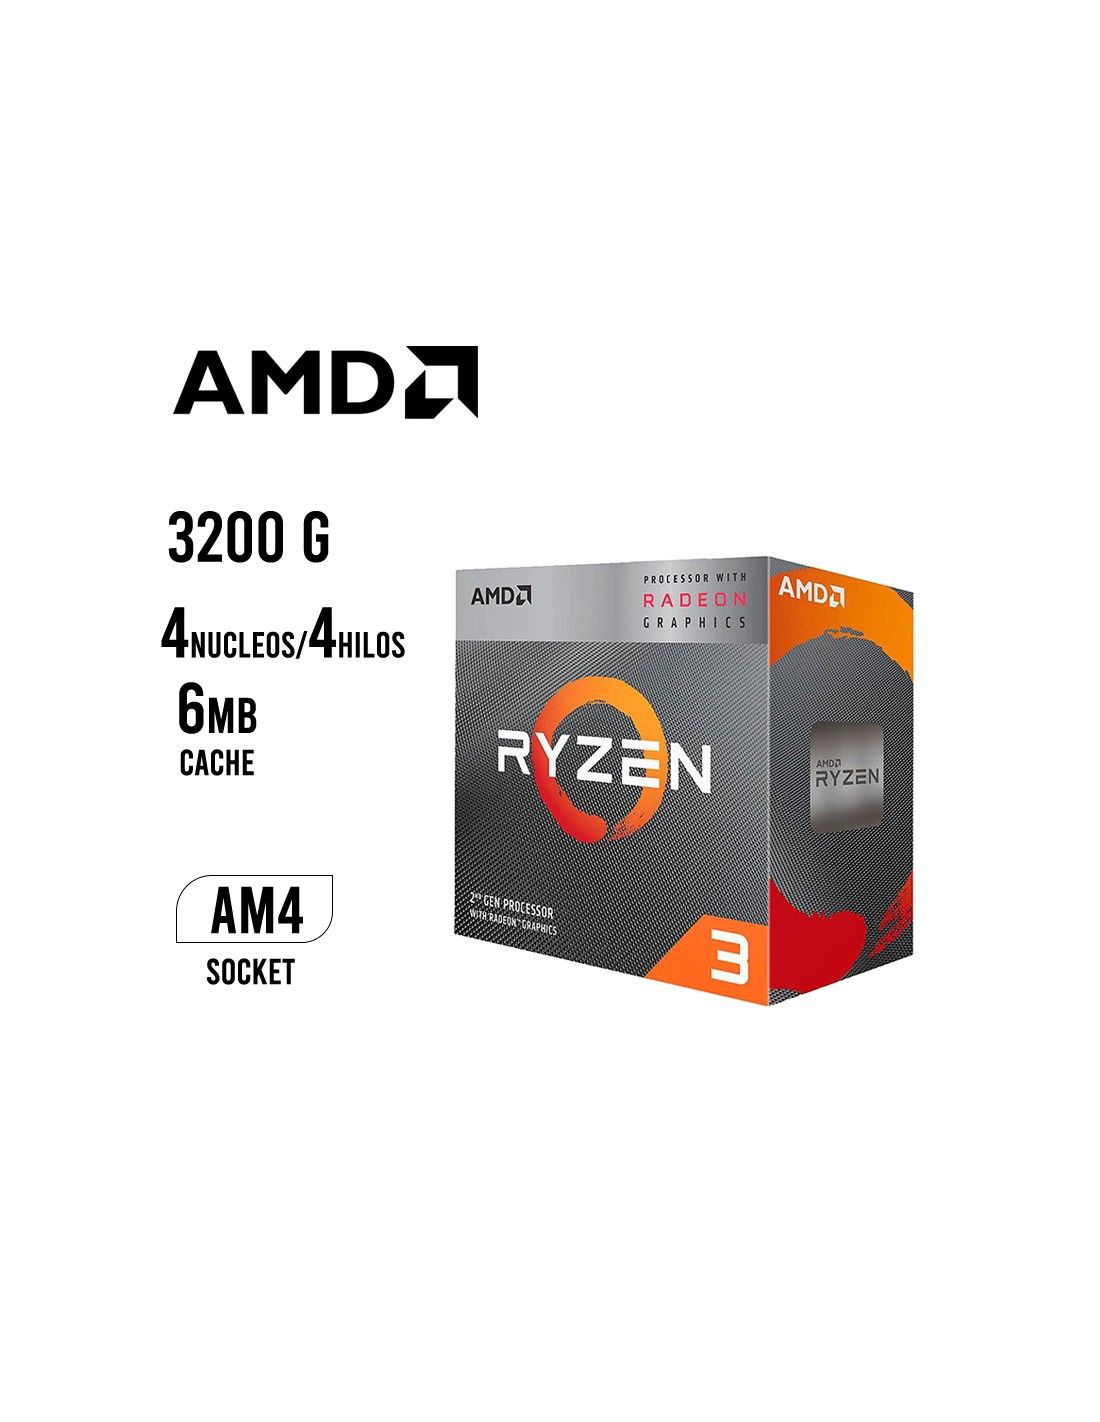 AMD
3200 G
4NUCLEOS/4HILOS
6MB
CACHE
AM4
SOCKET
AMD
PROCESSOR WITH
RADEON
GRAPHICS
RYZEN
2ND GEN PROCESSOR
WITH RADEON™ GRAPHICS
3
AMD
AMD
RYZEN